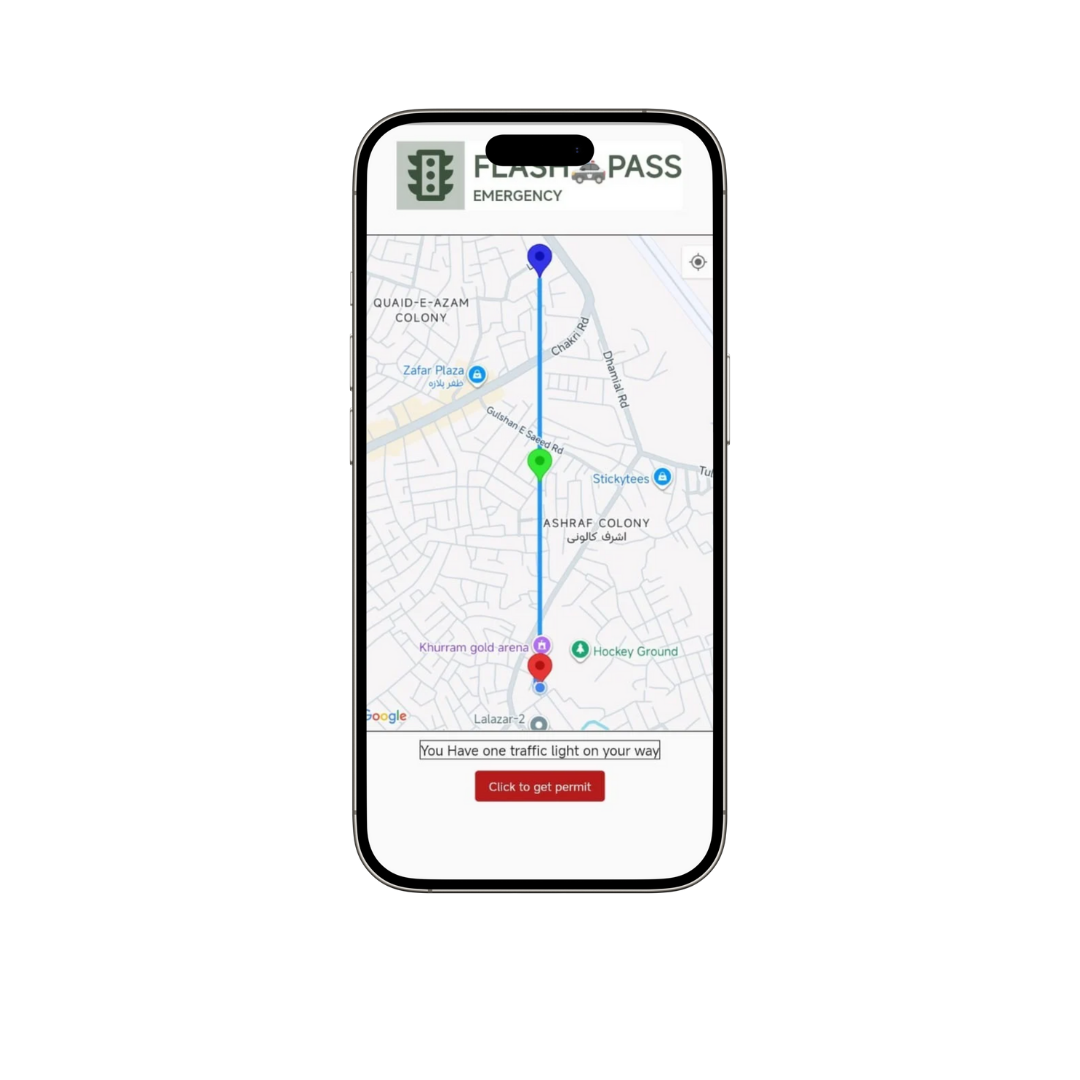 FLASH PASS
EMERGENCY
QUAID-E-AZAM
COLONY
Chakri Rd
Dhamial Rd
Zafar Plaza
ظفر پلازہ
Gulshan E Saeed Rd
Stickytees
Tul
ASHRAF COLONY
اشرف کالونی
Khurram gold arena
Hockey Ground
Google
Lalazar-2
You Have one traffic light on your way
Click to get permit